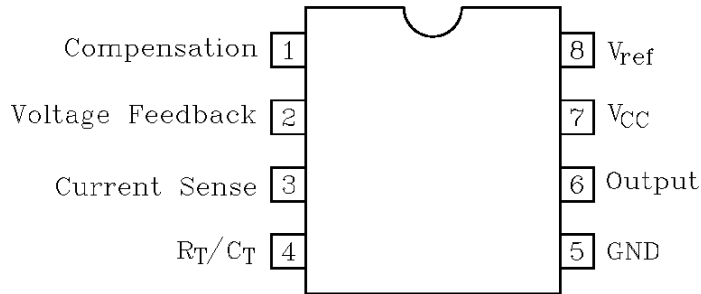 Compensation 1 8 Vref
Voltage Feedback 2 7 VCC
Current Sense 3 6 Output
RT/CT 4 5 GND